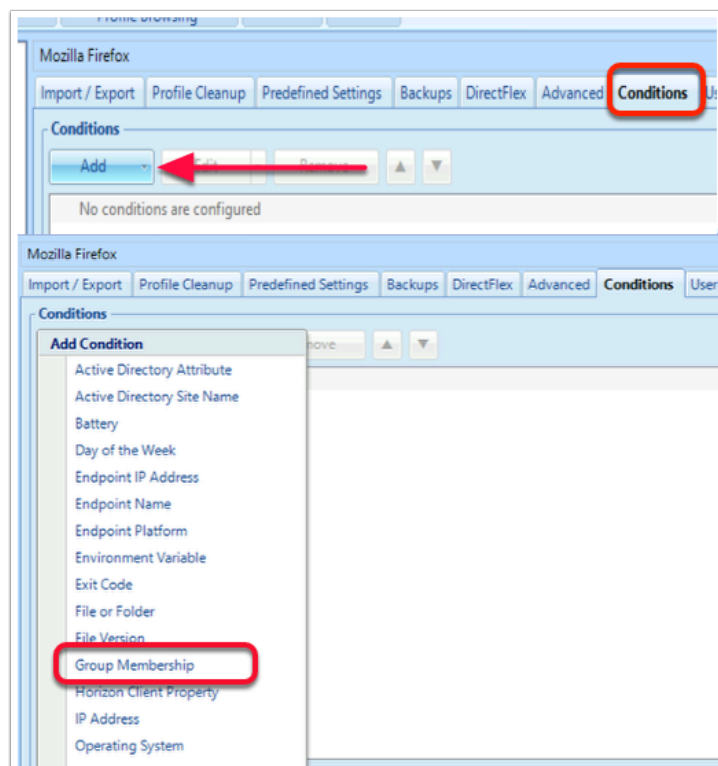 Profile Browsing
Mozilla Firefox
Import / Export Profile Cleanup Predefined Settings Backups DirectFlex Advanced Conditions Us
Conditions
Add Edit Remove
No conditions are configured
Mozilla Firefox
Import / Export Profile Cleanup Predefined Settings Backups DirectFlex Advanced Conditions User
Conditions
Add Condition
nove
Active Directory Attribute
Active Directory Site Name
Battery
Day of the Week
Endpoint IP Address
Endpoint Name
Endpoint Platform
Environment Variable
Exit Code
File or Folder
File Version
Group Membership
Horizon Client Property
IP Address
Operating System